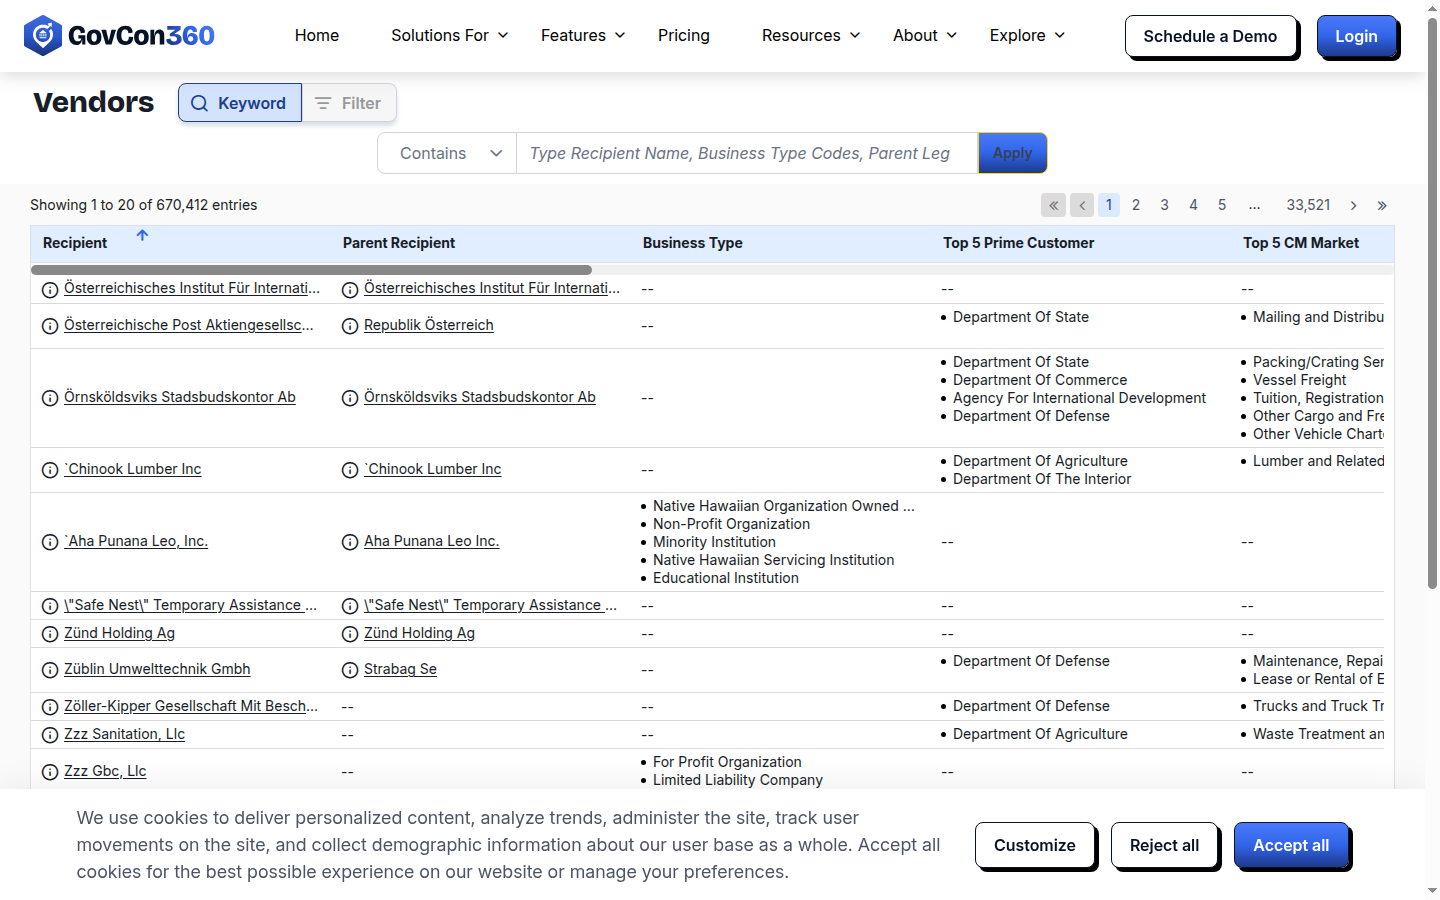 GovCon360
Home
Solutions For
Features
Pricing
Resources
About
Explore
Schedule a Demo
Login
Vendors
Keyword
Filter
Contains
Type Recipient Name, Business Type Codes, Parent Leg
Apply
Showing 1 to 20 of 670,412 entries
« ‹ 1 2 3 4 5 ... 33,521 › »
Recipient Parent Recipient Business Type Top 5 Prime Customer Top 5 CM Market
Österreichisches Institut Für Internati... Österreichisches Institut Für Internati... -- -- --
Österreichische Post Aktiengesellsc... Republik Österreich -- • Department Of State • Mailing and Distribu
Örnsköldsviks Stadsbudskontor Ab Örnsköldsviks Stadsbudskontor Ab --
• Department Of State
• Department Of Commerce
• Agency For International Development
• Department Of Defense
• Packing/Crating Ser
• Vessel Freight
• Tuition, Registration
• Other Cargo and Fre
• Other Vehicle Charte
`Chinook Lumber Inc `Chinook Lumber Inc --
• Department Of Agriculture
• Department Of The Interior
• Lumber and Related
`Aha Punana Leo, Inc. Aha Punana Leo Inc.
• Native Hawaiian Organization Owned ...
• Non-Profit Organization
• Minority Institution
• Native Hawaiian Servicing Institution
• Educational Institution
-- --
\"Safe Nest\" Temporary Assistance ... \"Safe Nest\" Temporary Assistance ... -- -- --
Zünd Holding Ag Zünd Holding Ag -- -- --
Züblin Umwelttechnik Gmbh Strabag Se -- • Department Of Defense
• Maintenance, Repai
• Lease or Rental of E
Zöller-Kipper Gesellschaft Mit Besch... -- -- • Department Of Defense • Trucks and Truck Tr
Zzz Sanitation, Llc -- -- • Department Of Agriculture • Waste Treatment an
Zzz Gbc, Llc --
• For Profit Organization
• Limited Liability Company
-- --
We use cookies to deliver personalized content, analyze trends, administer the site, track user
movements on the site, and collect demographic information about our user base as a whole. Accept all
cookies for the best possible experience on our website or manage your preferences.
Customize
Reject all
Accept all